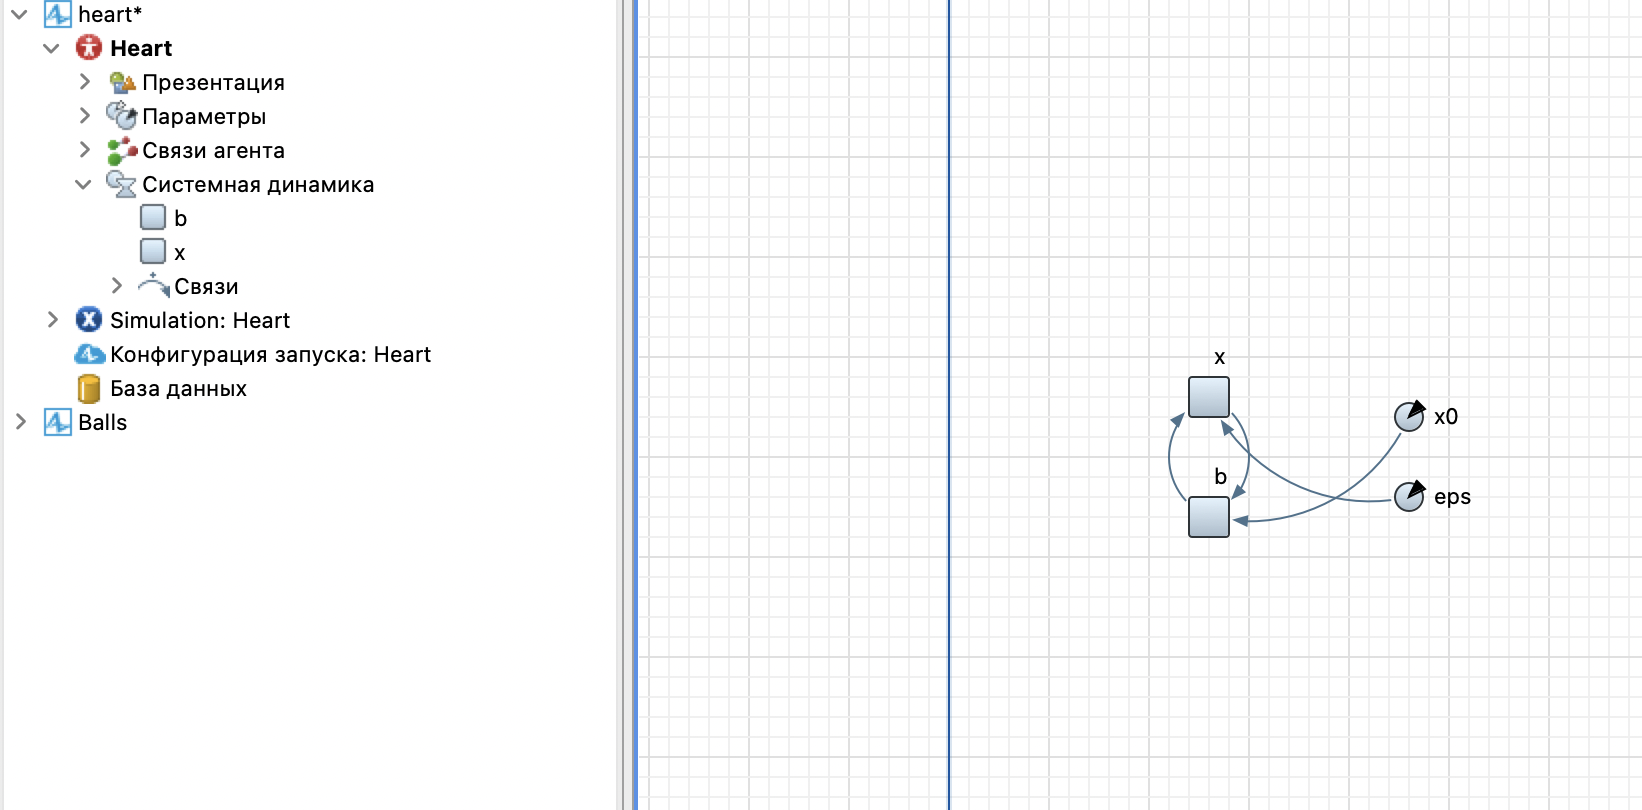 heart*
Heart
Презентация
Параметры
Связи агента
Системная динамика
b
x
Связи
Simulation: Heart
Конфигурация запуска: Heart
База данных
Balls
x
x0
b
eps